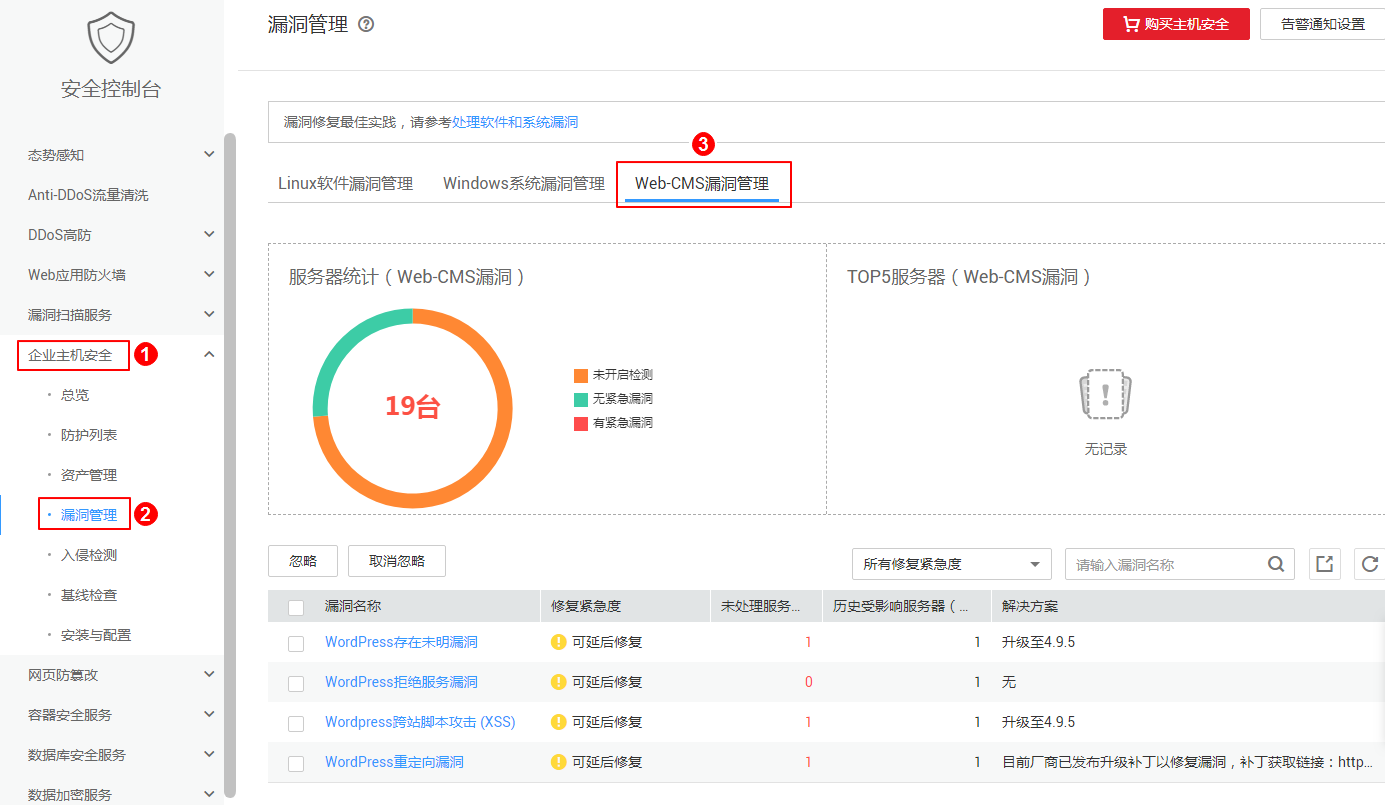 安全控制台
态势感知
Anti-DDoS流量清洗
DDoS高防
Web应用防火墙
漏洞扫描服务
企业主机安全
1
总览
防护列表
资产管理
漏洞管理
2
入侵检测
基线检查
安装与配置
网页防篡改
容器安全服务
数据库安全服务
数据加密服务
漏洞管理 ?
购买主机安全
告警通知设置
漏洞修复最佳实践，请参考处理软件和系统漏洞
3
Linux软件漏洞管理 Windows系统漏洞管理 Web-CMS漏洞管理
服务器统计（Web-CMS漏洞）
19台
未开启检测
无紧急漏洞
有紧急漏洞
TOP5服务器（Web-CMS漏洞）
无记录
忽略 取消忽略 所有修复紧急度 请输入漏洞名称
漏洞名称 修复紧急度 未处理服务... 历史受影响服务器（... 解决方案
WordPress存在未明漏洞 可延后修复 1 1 升级至4.9.5
WordPress拒绝服务漏洞 可延后修复 0 1 无
Wordpress跨站脚本攻击 (XSS) 可延后修复 1 1 升级至4.9.5
WordPress重定向漏洞 可延后修复 1 1 目前厂商已发布升级补丁以修复漏洞，补丁获取链接：http...